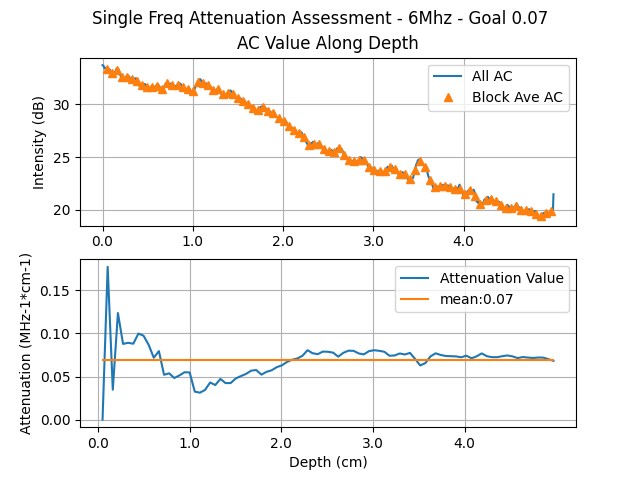 Single Freq Attenuation Assessment - 6Mhz - Goal 0.07
AC Value Along Depth
Intensity (dB)
30
25
20
All AC
Block Ave AC
0.0 1.0 2.0 3.0 4.0
Attenuation (MHz-1*cm-1)
0.15
0.10
0.05
0.00
Attenuation Value
mean:0.07
0.0 1.0 2.0 3.0 4.0
Depth (cm)